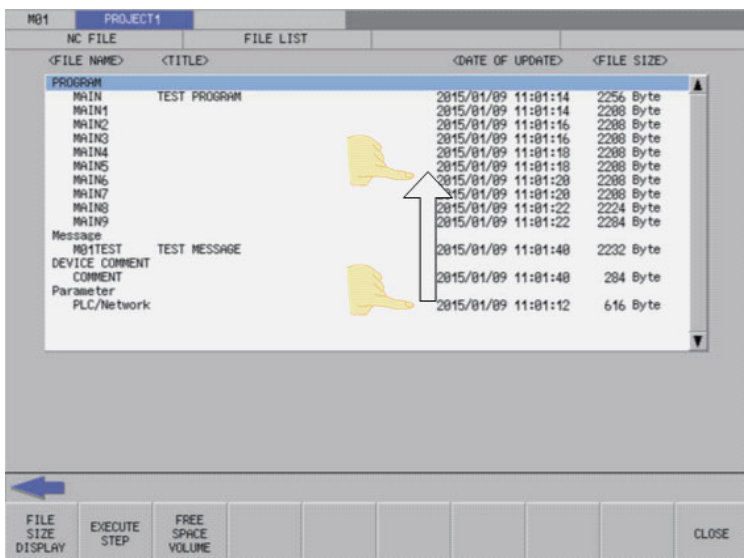 M01 PROJECT1
NC FILE FILE LIST
<FILE NAME> <TITLE> <DATE OF UPDATE> <FILE SIZE>
PROGRAM
MAIN TEST PROGRAM 2015/01/09 11:01:14 2256 Byte
MAIN1 2015/01/09 11:01:14 2208 Byte
MAIN2 2015/01/09 11:01:16 2208 Byte
MAIN3 2015/01/09 11:01:16 2208 Byte
MAIN4 2015/01/09 11:01:18 2208 Byte
MAIN5 2015/01/09 11:01:18 2208 Byte
MAIN6 2015/01/09 11:01:20 2208 Byte
MAIN7 2015/01/09 11:01:20 2208 Byte
MAIN8 2015/01/09 11:01:22 2224 Byte
MAIN9 2015/01/09 11:01:22 2284 Byte
Message
M01TEST TEST MESSAGE 2015/01/09 11:01:40 2232 Byte
DEVICE COMMENT
COMMENT 2015/01/09 11:01:40 284 Byte
Parameter
PLC/Network 2015/01/09 11:01:12 616 Byte
FILE SIZE DISPLAY
EXECUTE STEP
FREE SPACE VOLUME
CLOSE